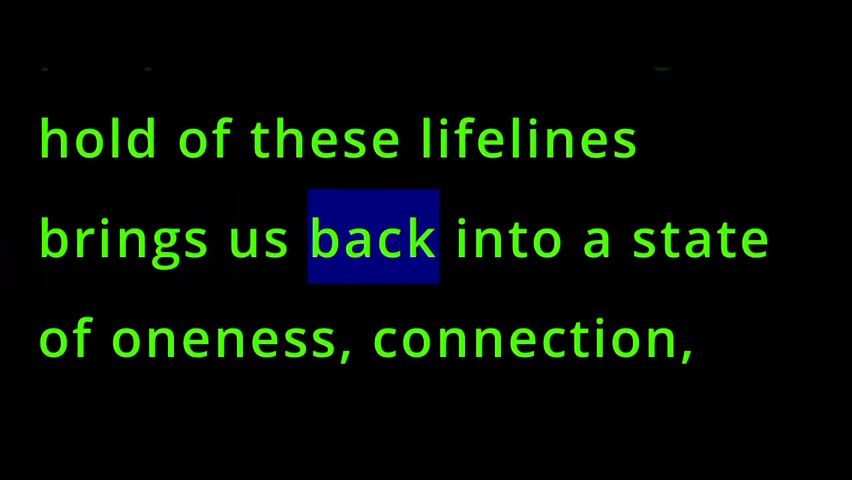 hold of these lifelines
brings us back into a state
of oneness, connection,